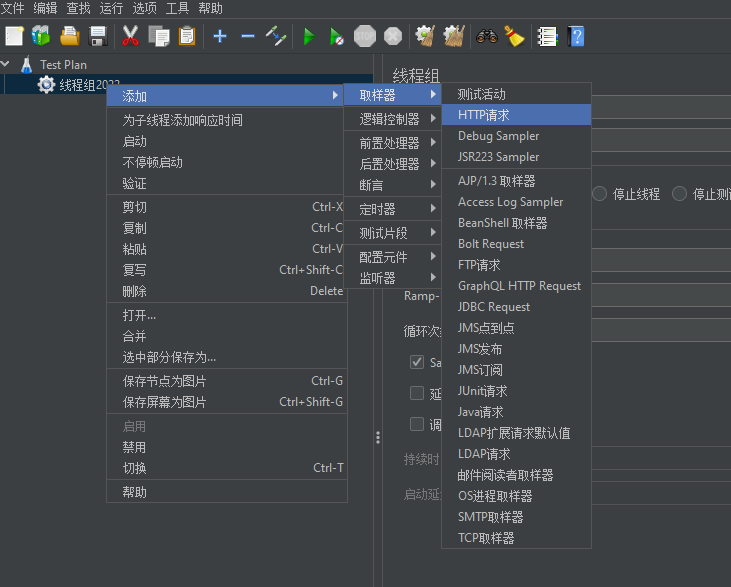 文件 编辑 查找 运行 选项 工具 帮助
STOP
Test Plan
线程组2022
线程组
添加
为子线程添加响应时间
启动
不停顿启动
验证
剪切 Ctrl-X
复制 Ctrl-C
粘贴 Ctrl-V
复写 Ctrl+Shift-C
删除 Delete
打开...
合并
选中部分保存为...
保存节点为图片 Ctrl-G
保存屏幕为图片 Ctrl+Shift-G
启用
禁用
切换 Ctrl-T
帮助
取样器
逻辑控制器
前置处理器
后置处理器
断言
定时器
测试片段
配置元件
监听器
测试活动
HTTP请求
Debug Sampler
JSR223 Sampler
AJP/1.3 取样器
Access Log Sampler
BeanShell 取样器
Bolt Request
FTP请求
GraphQL HTTP Request
JDBC Request
JMS点到点
JMS发布
JMS订阅
JUnit请求
Java请求
LDAP扩展请求默认值
LDAP请求
邮件阅读者取样器
OS进程取样器
SMTP取样器
TCP取样器
停止线程 停止测
Ramp-
循环次
Sa
延
调
持续时
启动延